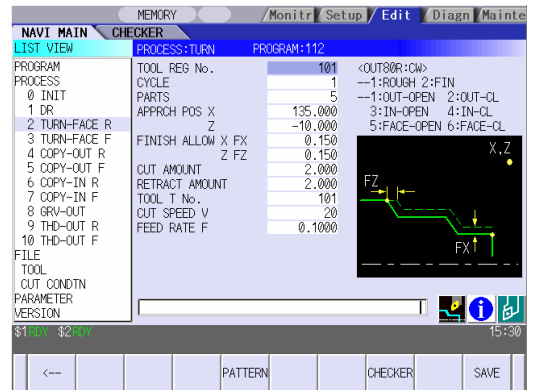 MEMORY Monitr Setup Edit Diagn Mainte
NAVI MAIN CHECKER
LIST VIEW PROCESS:TURN PROGRAM:112
PROGRAM
PROCESS
0 INIT
1 DR
2 TURN-FACE R
3 TURN-FACE F
4 COPY-OUT R
5 COPY-OUT F
6 COPY-IN R
7 COPY-IN F
8 GRV-OUT
9 THD-OUT R
10 THD-OUT F
FILE
TOOL
CUT CONDTN
PARAMETER
VERSION
TOOL REG No. 101
CYCLE 1
PARTS 5
APPRCH POS X 135.000
Z -10.000
FINISH ALLOW X FX 0.150
Z FZ 0.150
CUT AMOUNT 2.000
RETRACT AMOUNT 2.000
TOOL T No. 101
CUT SPEED V 20
FEED RATE F 0.1000
<OUT80R:CW>
--1:ROUGH 2:FIN
--1:OUT-OPEN 2:OUT-CL
3:IN-OPEN 4:IN-CL
5:FACE-OPEN 6:FACE-CL
X,Z
FZ
FX
$1 RDY $2 RDY 15:30
<-- PATTERN CHECKER SAVE